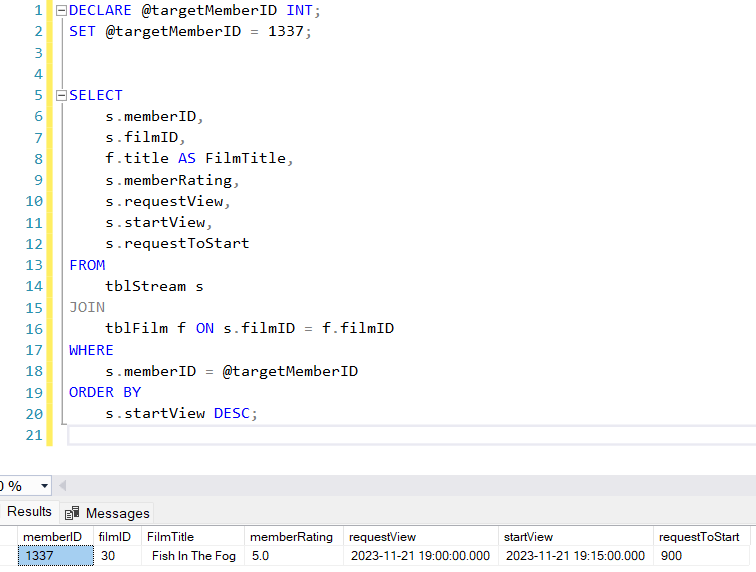 1 DECLARE @targetMemberID INT;
2 SET @targetMemberID = 1337;
3
4
5 SELECT
6 s.memberID,
7 s.filmID,
8 f.title AS FilmTitle,
9 s.memberRating,
10 s.requestView,
11 s.startView,
12 s.requestToStart
13 FROM
14 tblStream s
15 JOIN
16 tblFilm f ON s.filmID = f.filmID
17 WHERE
18 s.memberID = @targetMemberID
19 ORDER BY
20 s.startView DESC;
21
0 %
Results Messages
memberID filmID FilmTitle memberRating requestView startView requestToStart
1337 30 Fish In The Fog 5.0 2023-11-21 19:00:00.000 2023-11-21 19:15:00.000 900